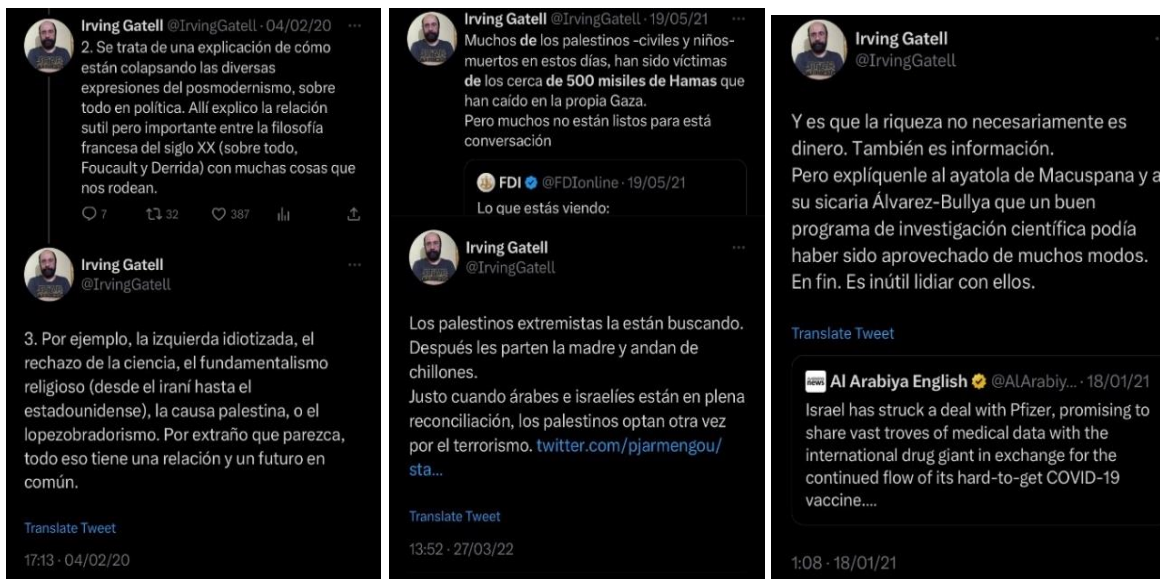 Irving Gatell @IrvingGatell · 04/02/20
2. Se trata de una explicación de cómo
están colapsando las diversas
expresiones del posmodernismo, sobre
todo en política. Allí explico la relación
sutil pero importante entre la filosofía
francesa del siglo XX (sobre todo,
Foucault y Derrida) con muchas cosas que
nos rodean.
7 32 387
Irving Gatell
@IrvingGatell
3. Por ejemplo, la izquierda idiotizada, el
rechazo de la ciencia, el fundamentalismo
religioso (desde el iraní hasta el
estadounidense), la causa palestina, o el
lopezobradorismo. Por extraño que parezca,
todo eso tiene una relación y un futuro en
común.
Translate Tweet
17:13 · 04/02/20
Irving Gatell @IrvingGatell · 19/05/21
Muchos de los palestinos -civiles y niños-
muertos en estos días, han sido víctimas
de los cerca de 500 misiles de Hamas que
han caído en la propia Gaza.
Pero muchos no están listos para está
conversación
FDI @FDIonline · 19/05/21
Lo que estás viendo:
Irving Gatell
@IrvingGatell
Los palestinos extremistas la están buscando.
Después les parten la madre y andan de
chillones.
Justo cuando árabes e israelíes están en plena
reconciliación, los palestinos optan otra vez
por el terrorismo. twitter.com/pjarmengou/
sta...
Translate Tweet
13:52 · 27/03/22
Irving Gatell
@IrvingGatell
Y es que la riqueza no necesariamente es
dinero. También es información.
Pero explíquenle al ayatola de Macuspana y a
su sicaria Álvarez-Bullya que un buen
programa de investigación científica podía
haber sido aprovechado de muchos modos.
En fin. Es inútil lidiar con ellos.
Translate Tweet
Al Arabiya English @AlArabiy... · 18/01/21
Israel has struck a deal with Pfizer, promising to
share vast troves of medical data with the
international drug giant in exchange for the
continued flow of its hard-to-get COVID-19
vaccine....
1:08 · 18/01/21